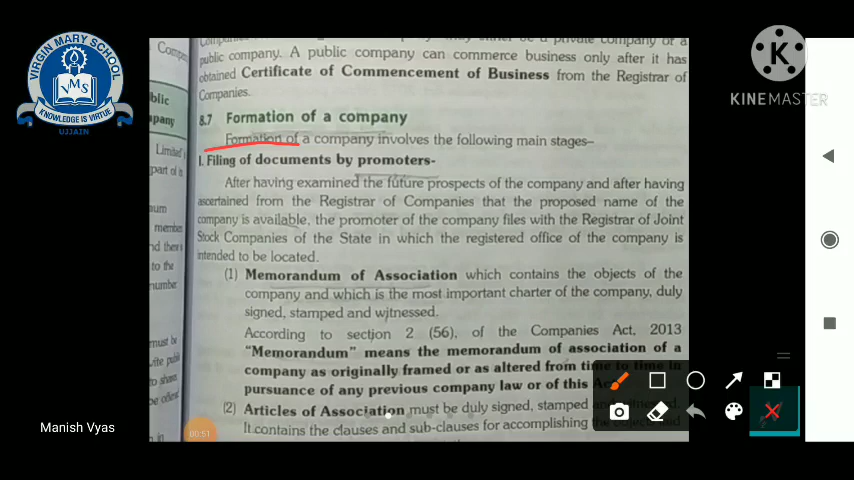 VIRGIN MARY SCHOOL
VMS
KNOWLEDGE IS VIRTUE
UJJAIN
KINEMASTER
Manish Vyas
00:51
public company. A public company can commerce business only after it has
obtained Certificate of Commencement of Business from the Registrar of
Companies.
8.7 Formation of a company
Formation of a company involves the following main stages–
I. Filing of documents by promoters-
After having examined the future prospects of the company and after having
ascertained from the Registrar of Companies that the proposed name of the
company is available, the promoter of the company files with the Registrar of Joint
Stock Companies of the State in which the registered office of the company is
intended to be located.
(1) Memorandum of Association which contains the objects of the
company and which is the most important charter of the company, duly
signed, stamped and witnessed.
According to section 2 (56), of the Companies Act, 2013
"Memorandum" means the memorandum of association of a
company as originally framed or as altered from time to time in
pursuance of any previous company law or of this
(2) Articles of Association must be duly signed, stamped
It contains the clauses and sub-clauses for accomplishing